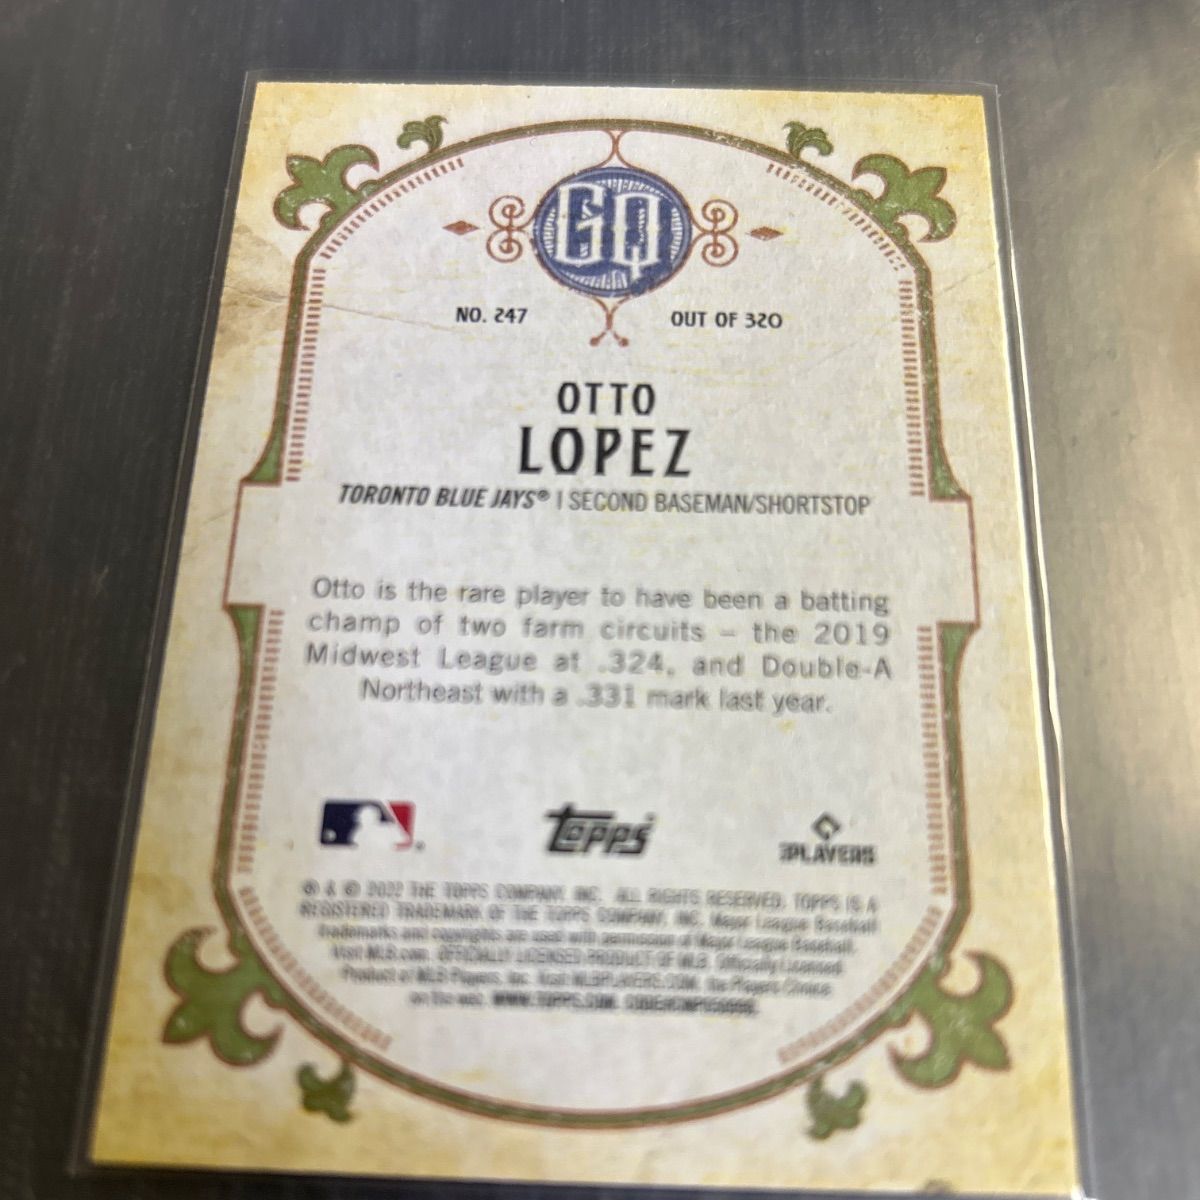 GQ
NO. 247 OUT OF 320
OTTO
LOPEZ
TORONTO BLUE JAYS® | SECOND BASEMAN/SHORTSTOP
Otto is the rare player to have been a batting
champ of two farm circuits – the 2019
Midwest League at .324, and Double-A
Northeast with a .331 mark last year.
topps
PLAYERS
® & © 2022 THE TOPPS COMPANY, INC. ALL RIGHTS RESERVED. TOPPS IS A
REGISTERED TRADEMARK OF THE TOPPS COMPANY, INC. Major League Baseball
trademarks and copyrights are used with permission of Major League Baseball.
Visit MLB.com. OFFICIALLY LICENSED PRODUCT OF MLB. Officially Licensed
Product of MLB Players, Inc. Visit MLBPLAYERS.COM, the Players Choice
on the web. WWW.TOPPS.COM